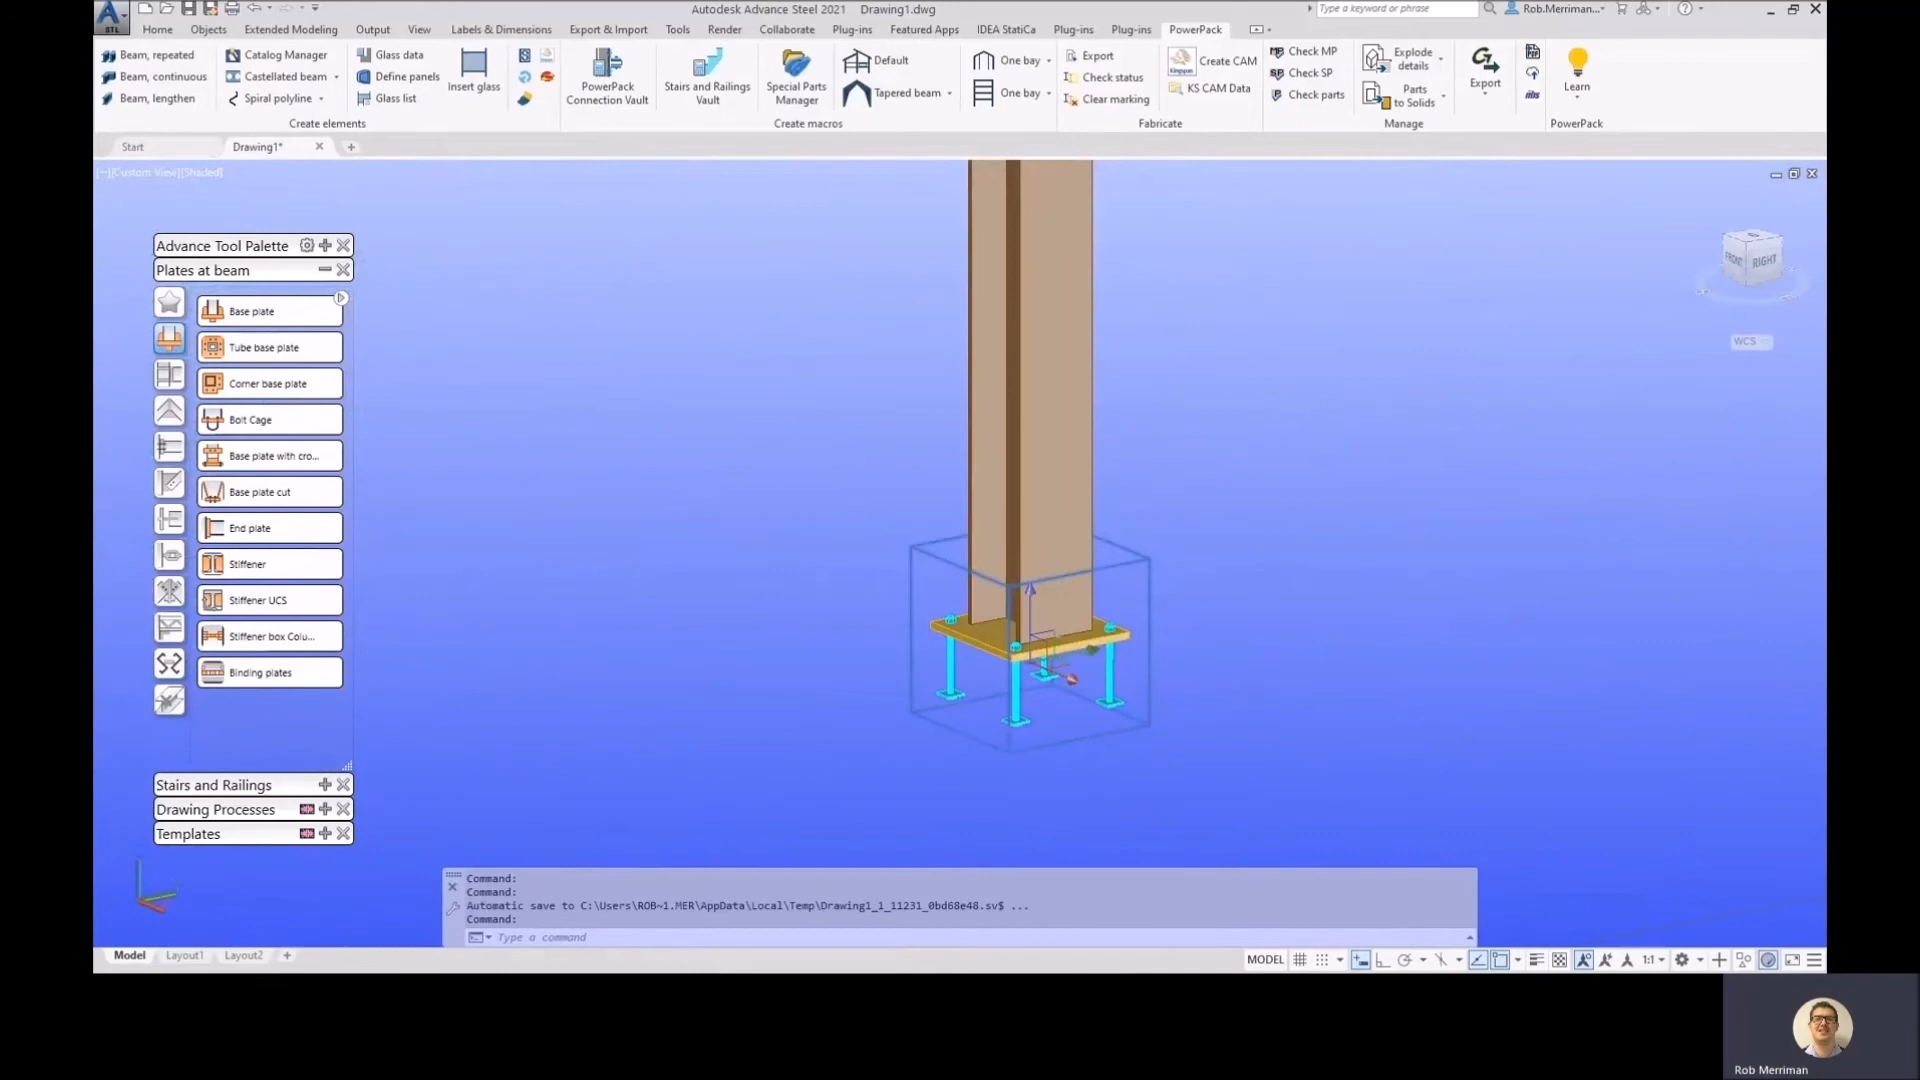 Autodesk Advance Steel 2021 Drawing1.dwg
Type a keyword or phrase
Rob.Merriman...
STL
Home Objects Extended Modeling Output View Labels & Dimensions Export & Import Tools Render Collaborate Plug-ins Featured Apps IDEA StatiCa Plug-ins Plug-ins PowerPack
Beam, repeated
Beam, continuous
Beam, lengthen
Catalog Manager
Castellated beam
Spiral polyline
Glass data
Define panels
Glass list
Insert glass
Create elements
PowerPack
Connection Vault
Stairs and Railings
Vault
Special Parts
Manager
Default
Tapered beam
One bay
One bay
Create macros
Export
Check status
Clear marking
Kingspan
Create CAM
KS CAM Data
Fabricate
MP Check MP
SP Check SP
P Check parts
Explode
details
Parts
to Solids
Manage
Export
nbs
Learn
PowerPack
Start
Drawing1*
[−][Custom View][Shaded]
FRONT
RIGHT
WCS
Advance Tool Palette
Plates at beam
Base plate
Tube base plate
Corner base plate
Bolt Cage
Base plate with cro...
Base plate cut
End plate
Stiffener
Stiffener UCS
Stiffener box Colu...
Binding plates
Stairs and Railings
Drawing Processes
Templates
Command:
Command:
Automatic save to C:\Users\ROB~1.MER\AppData\Local\Temp\Drawing1_1_11231_0bd68e48.sv$ ...
Command:
Type a command
Model Layout1 Layout2
MODEL
1:1
Rob Merriman